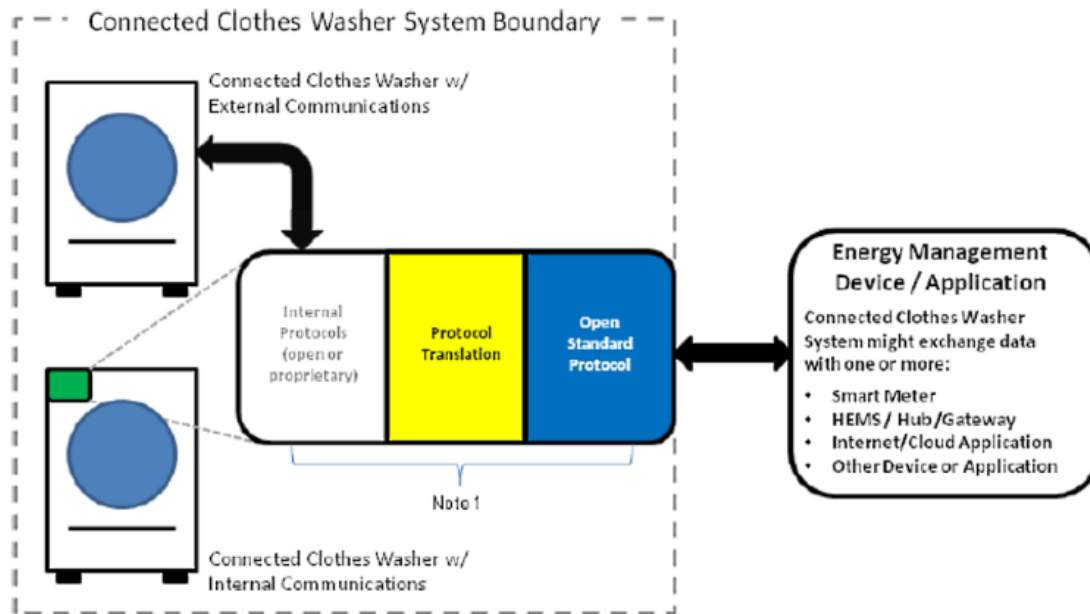 Connected Clothes Washer System Boundary
Connected Clothes Washer w/
External Communications
Internal
Protocols
(open or
proprietary)
Protocol
Translation
Open
Standard
Protocol
Note 1
Connected Clothes Washer w/
Internal Communications
Energy Management
Device / Application
Connected Clothes Washer
System might exchange data
with one or more:
• Smart Meter
• HEMS / Hub/Gateway
• Internet/Cloud Application
• Other Device or Application